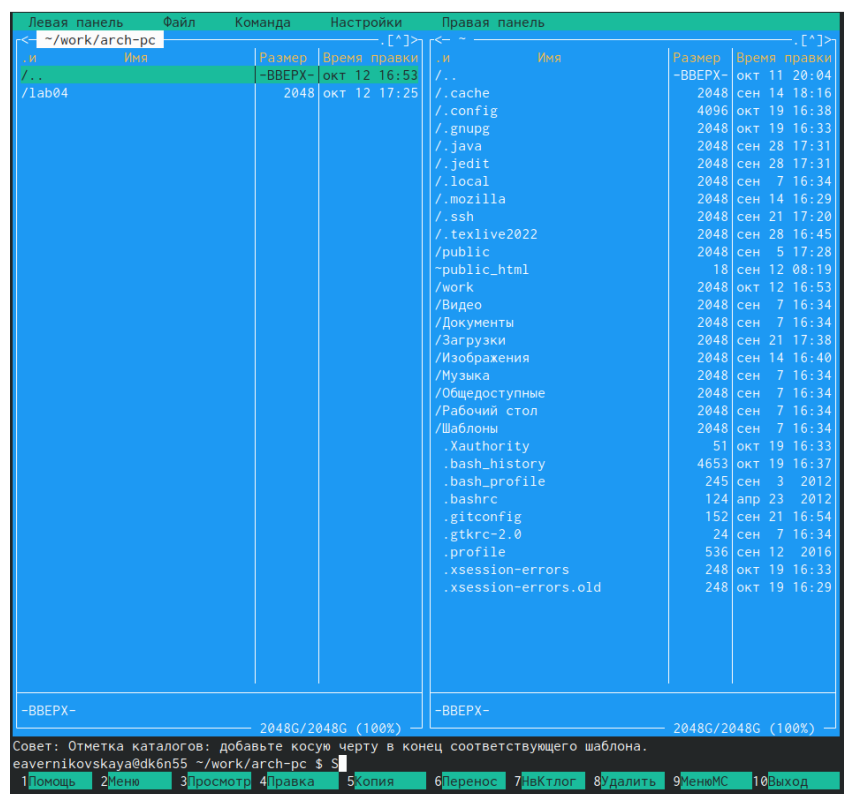 Левая панель Файл Команда Настройки Правая панель
<- ~/work/arch-pc .[^]>
.и Имя Размер Время правки
/.. -ВВЕРХ- окт 12 16:53
/lab04 2048 окт 12 17:25
-ВВЕРХ-
2048G/2048G (100%)
<- ~ .[^]>
.и Имя Размер Время правки
/.. -ВВЕРХ- окт 11 20:04
/.cache 2048 сен 14 18:16
/.config 4096 окт 19 16:38
/.gnupg 2048 окт 19 16:33
/.java 2048 сен 28 17:31
/.jedit 2048 сен 28 17:31
/.local 2048 сен 7 16:34
/.mozilla 2048 сен 14 16:29
/.ssh 2048 сен 21 17:20
/.texlive2022 2048 сен 28 16:45
/public 2048 сен 5 17:28
~public_html 18 сен 12 08:19
/work 2048 окт 12 16:53
/Видео 2048 сен 7 16:34
/Документы 2048 сен 7 16:34
/Загрузки 2048 сен 21 17:38
/Изображения 2048 сен 14 16:40
/Музыка 2048 сен 7 16:34
/Общедоступные 2048 сен 7 16:34
/Рабочий стол 2048 сен 7 16:34
/Шаблоны 2048 сен 7 16:34
.Xauthority 51 окт 19 16:33
.bash_history 4653 окт 19 16:37
.bash_profile 245 сен 3 2012
.bashrc 124 апр 23 2012
.gitconfig 152 сен 21 16:54
.gtkrc-2.0 24 сен 7 16:34
.profile 536 сен 12 2016
.xsession-errors 248 окт 19 16:33
.xsession-errors.old 248 окт 19 16:29
-ВВЕРХ-
2048G/2048G (100%)
Совет: Отметка каталогов: добавьте косую черту в конец соответствующего шаблона.
eavernikovskaya@dk6n55 ~/work/arch-pc $ S
1Помощь 2Меню 3Просмотр 4Правка 5Копия 6Перенос 7НвКтлог 8Удалить 9МенюМС 10Выход